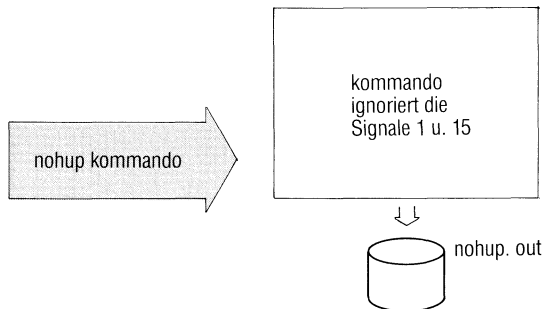 kommando
ignoriert die
Signale 1 u. 15
nohup kommando
nohup. out